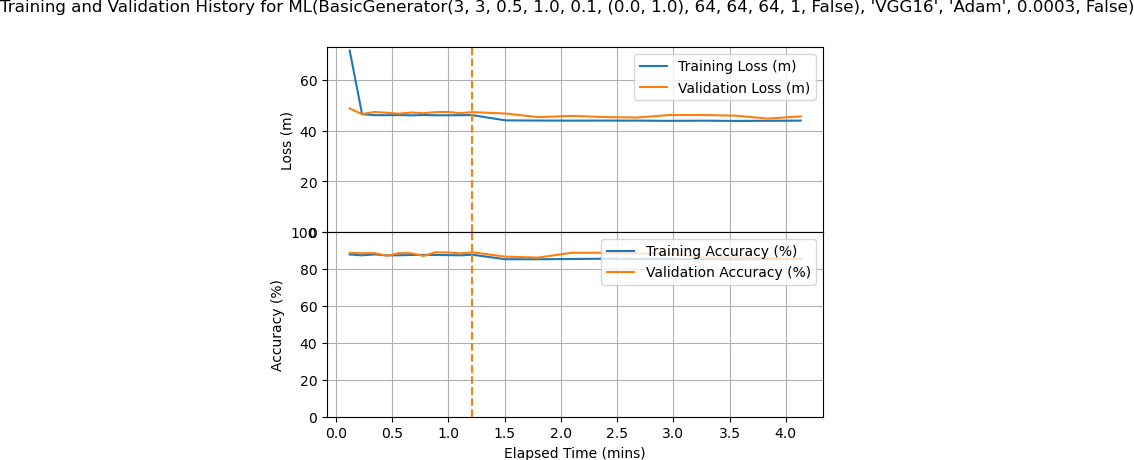 Training and Validation History for ML(BasicGenerator(3, 3, 0.5, 1.0, 0.1, (0.0, 1.0), 64, 64, 64, 1, False), 'VGG16', 'Adam', 0.0003, False)
60
40
20
0
Loss (m)
Training Loss (m)
Validation Loss (m)
100
80
60
40
20
0
Accuracy (%)
Training Accuracy (%)
Validation Accuracy (%)
0.0 0.5 1.0 1.5 2.0 2.5 3.0 3.5 4.0
Elapsed Time (mins)